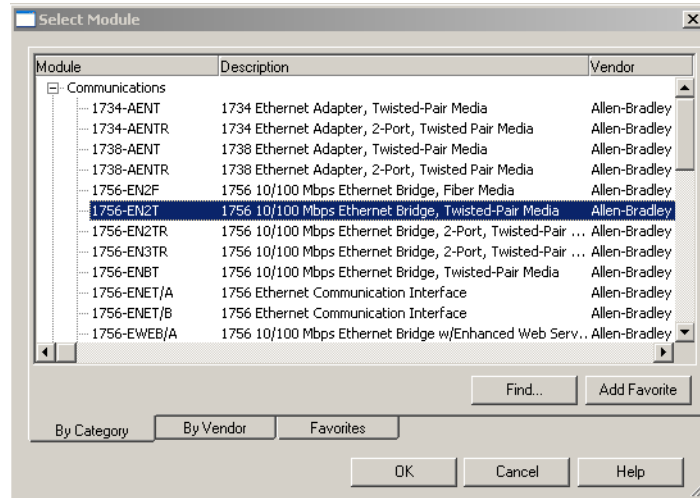 Select Module
Module Description Vendor
Communications
1734-AENT 1734 Ethernet Adapter, Twisted-Pair Media Allen-Bradley
1734-AENTR 1734 Ethernet Adapter, 2-Port, Twisted Pair Media Allen-Bradley
1738-AENT 1738 Ethernet Adapter, Twisted-Pair Media Allen-Bradley
1738-AENTR 1738 Ethernet Adapter, 2-Port, Twisted Pair Media Allen-Bradley
1756-EN2F 1756 10/100 Mbps Ethernet Bridge, Fiber Media Allen-Bradley
1756-EN2T 1756 10/100 Mbps Ethernet Bridge, Twisted-Pair Media Allen-Bradley
1756-EN2TR 1756 10/100 Mbps Ethernet Bridge, 2-Port, Twisted-Pair ... Allen-Bradley
1756-EN3TR 1756 10/100 Mbps Ethernet Bridge, 2-Port, Twisted-Pair ... Allen-Bradley
1756-ENBT 1756 10/100 Mbps Ethernet Bridge, Twisted-Pair Media Allen-Bradley
1756-ENET/A 1756 Ethernet Communication Interface Allen-Bradley
1756-ENET/B 1756 Ethernet Communication Interface Allen-Bradley
1756-EWEB/A 1756 10/100 Mbps Ethernet Bridge w/Enhanced Web Serv... Allen-Bradley
Find... Add Favorite
By Category By Vendor Favorites
OK Cancel Help